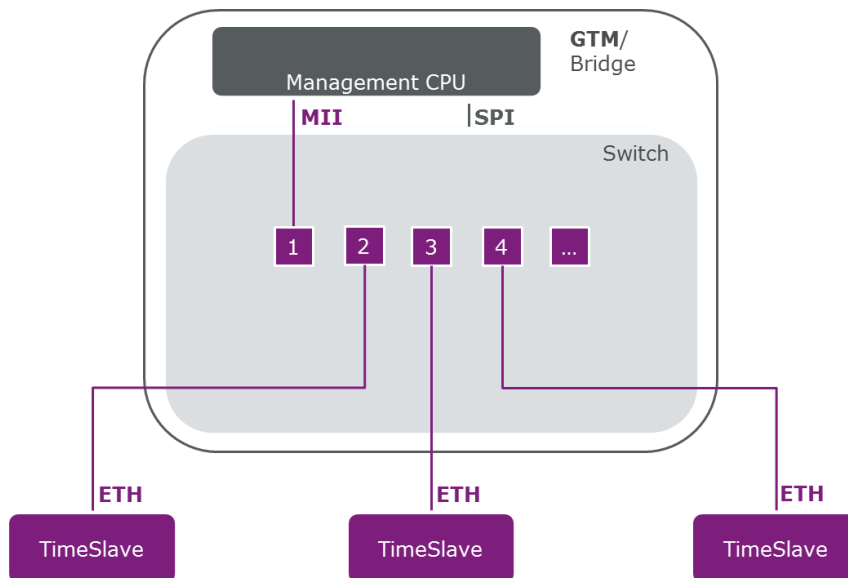 GTM/
Bridge
Management CPU
MII
SPI
Switch
1
2
3
4
...
ETH
ETH
ETH
TimeSlave
TimeSlave
TimeSlave